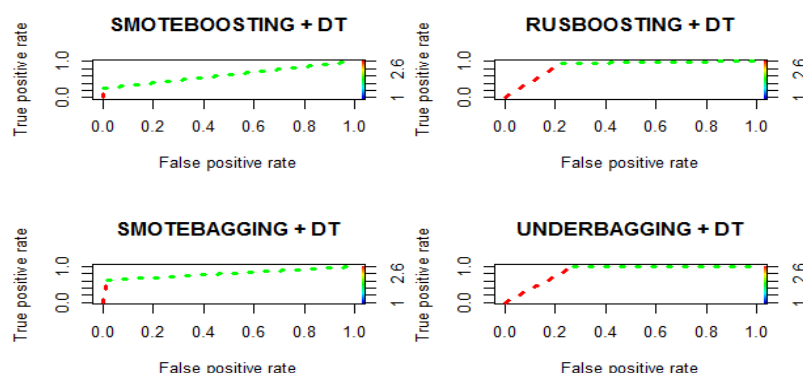 SMOTEBOOSTING + DT
True positive rate
0.0 1.0
1 2.6
0.0 0.2 0.4 0.6 0.8 1.0
False positive rate
RUSBOOSTING + DT
True positive rate
0.0 1.0
1 2.6
0.0 0.2 0.4 0.6 0.8 1.0
False positive rate
SMOTEBAGGING + DT
True positive rate
0.0 1.0
1 2.6
0.0 0.2 0.4 0.6 0.8 1.0
False positive rate
UNDERBAGGING + DT
True positive rate
0.0 1.0
1 2.6
0.0 0.2 0.4 0.6 0.8 1.0
False positive rate